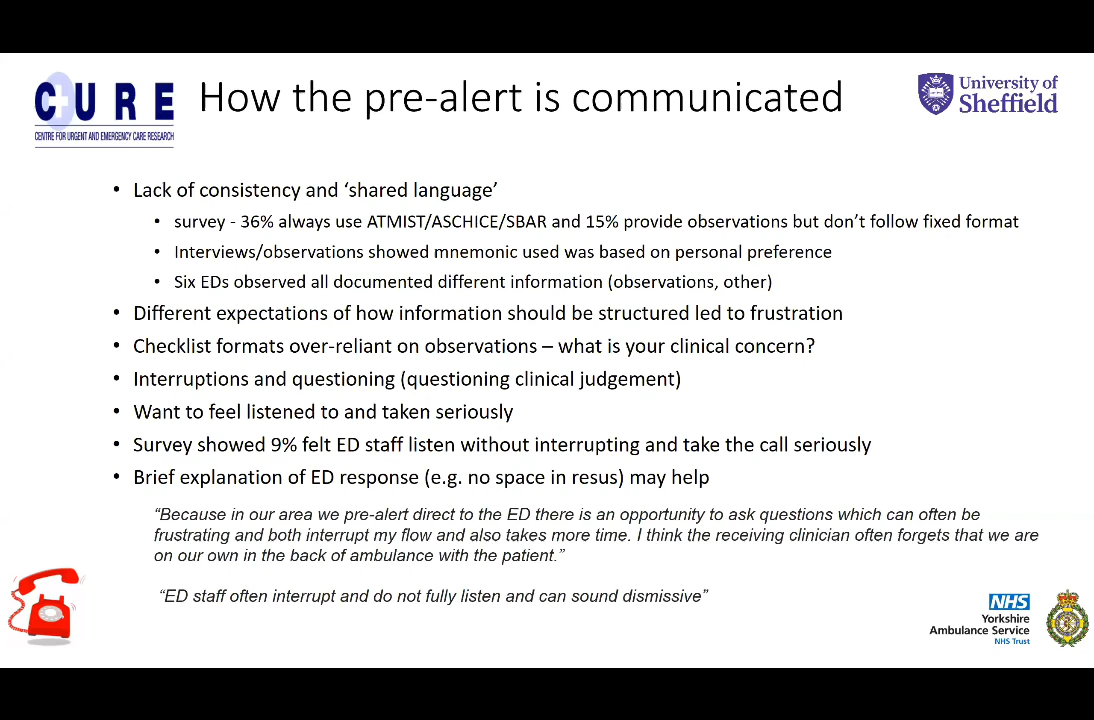 CURE
CENTRE FOR URGENT AND EMERGENCY CARE RESEARCH
How the pre-alert is communicated
University of
Sheffield
• Lack of consistency and ‘shared language’
• survey - 36% always use ATMIST/ASCHICE/SBAR and 15% provide observations but don’t follow fixed format
• Interviews/observations showed mnemonic used was based on personal preference
• Six EDs observed all documented different information (observations, other)
• Different expectations of how information should be structured led to frustration
• Checklist formats over-reliant on observations – what is your clinical concern?
• Interruptions and questioning (questioning clinical judgement)
• Want to feel listened to and taken seriously
• Survey showed 9% felt ED staff listen without interrupting and take the call seriously
• Brief explanation of ED response (e.g. no space in resus) may help
“Because in our area we pre-alert direct to the ED there is an opportunity to ask questions which can often be
frustrating and both interrupt my flow and also takes more time. I think the receiving clinician often forgets that we are
on our own in the back of ambulance with the patient.”
“ED staff often interrupt and do not fully listen and can sound dismissive”
NHS
Yorkshire
Ambulance Service
NHS Trust